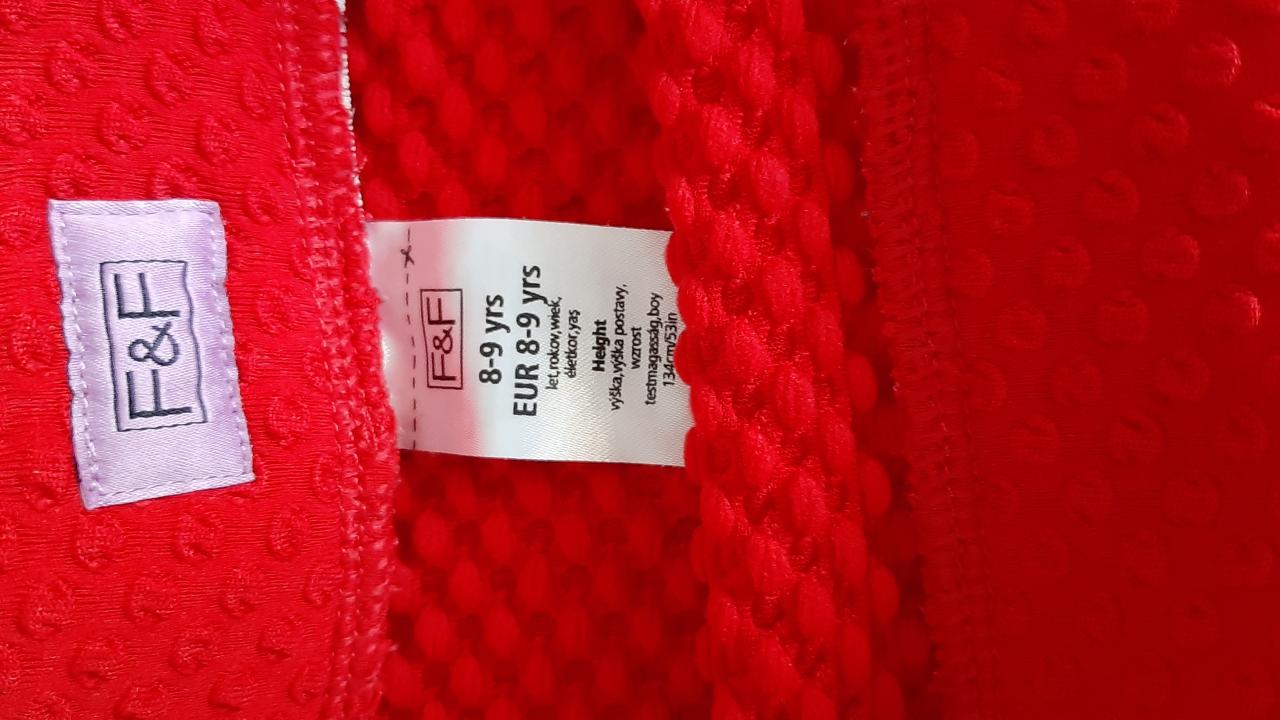 F&F
F&F
8-9 yrs
EUR 8-9 yrs
let,rokov,wiek,
életkor,yaş
Height
výška,výška postavy,
wzrost
testmagasság,boy
134cm/53in